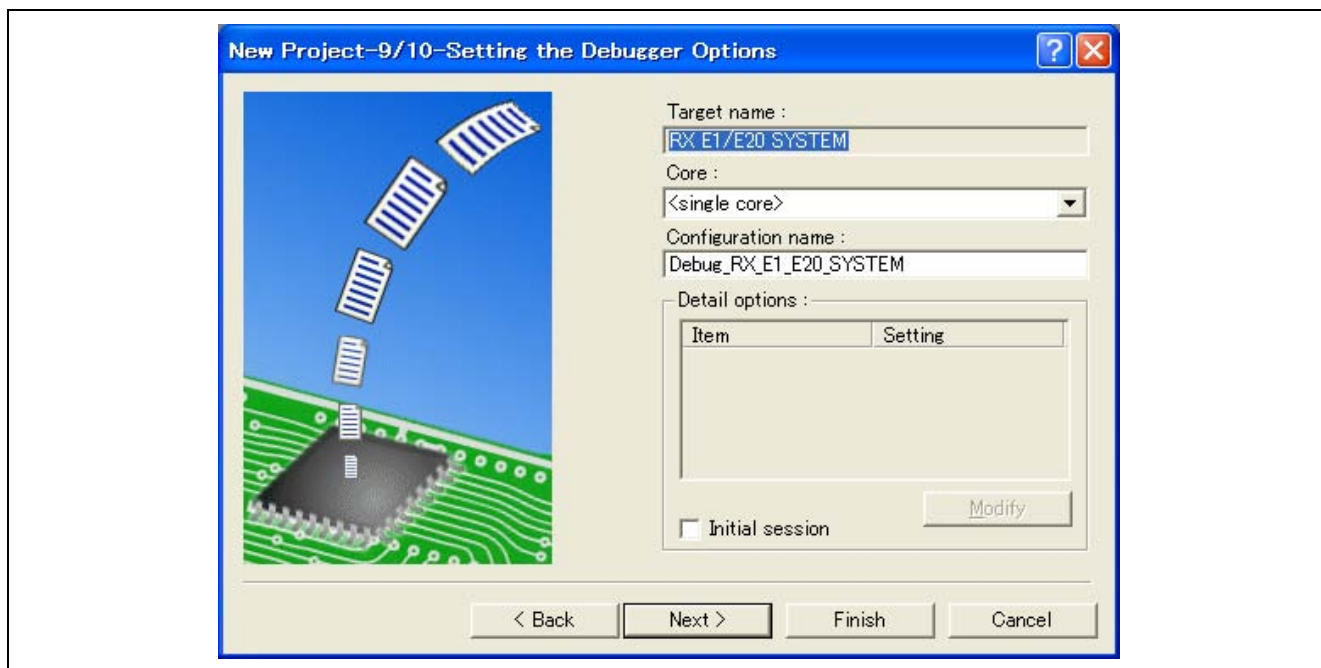 New Project-9/10-Setting the Debugger Options
Target name :
RX E1/E20 SYSTEM
Core :
<single core>
Configuration name :
Debug_RX_E1_E20_SYSTEM
Detail options :
Item Setting
Modify
Initial session
< Back Next > Finish Cancel